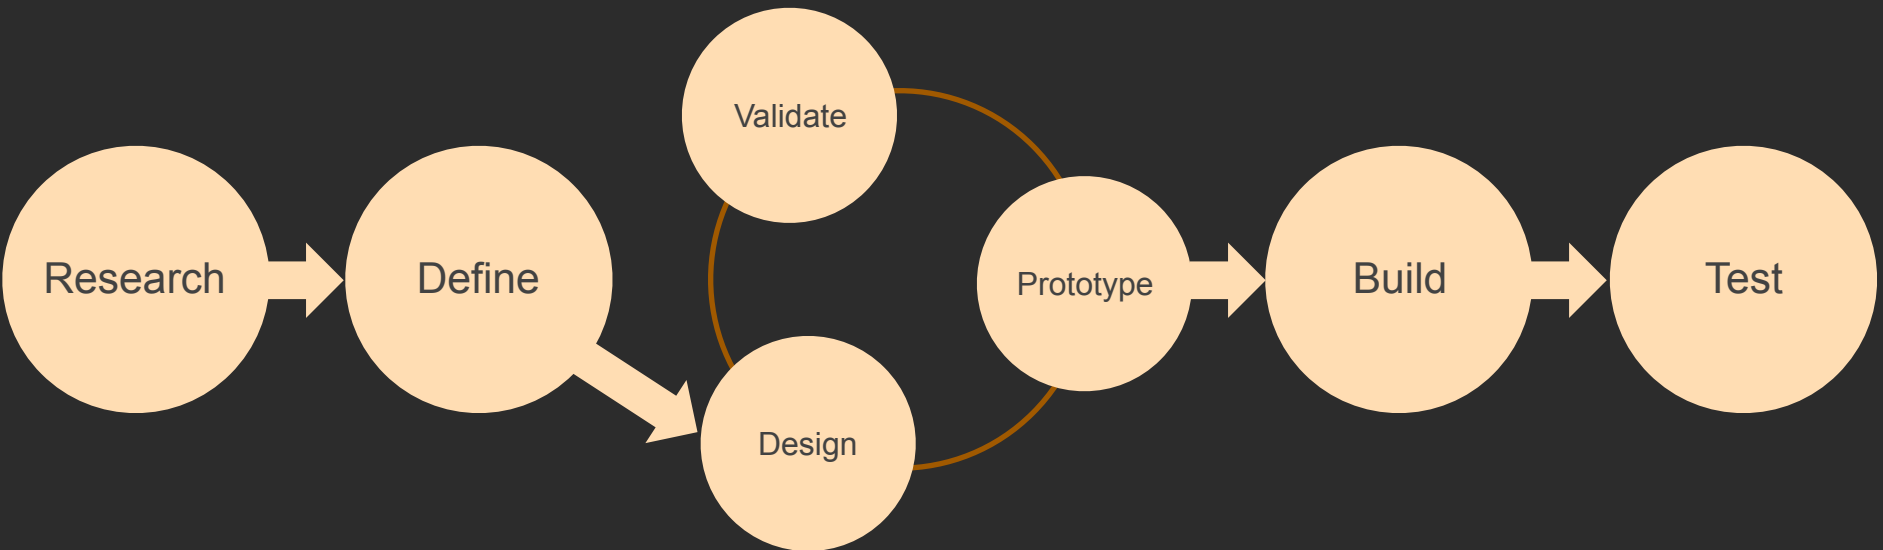 Research
Define
Validate
Design
Prototype
Build
Test